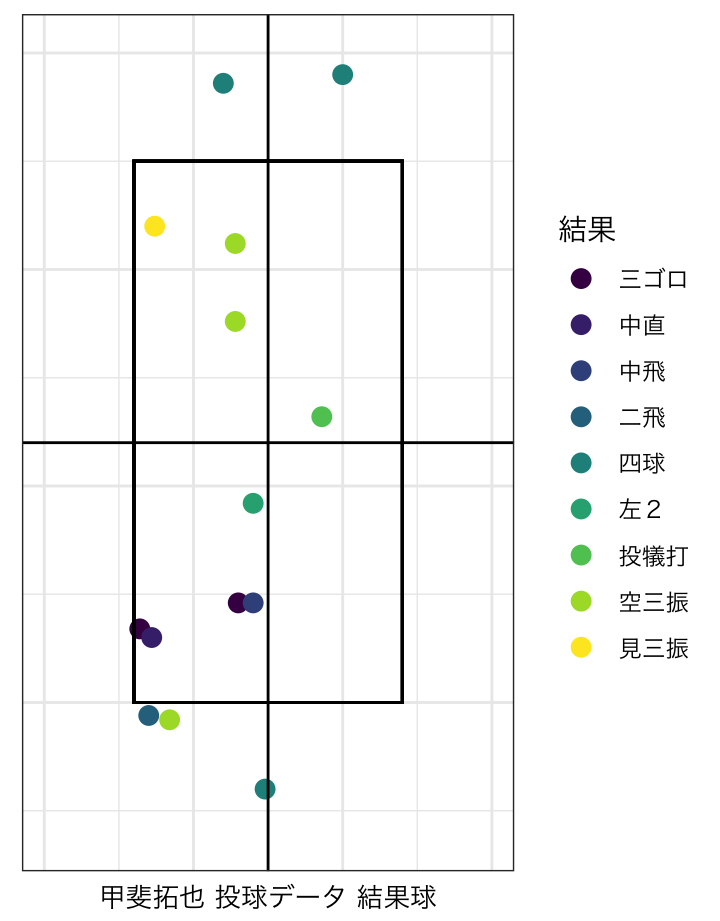 結果
三ゴロ
中直
中飛
二飛
四球
左２
投犠打
空三振
見三振
甲斐拓也 投球データ 結果球